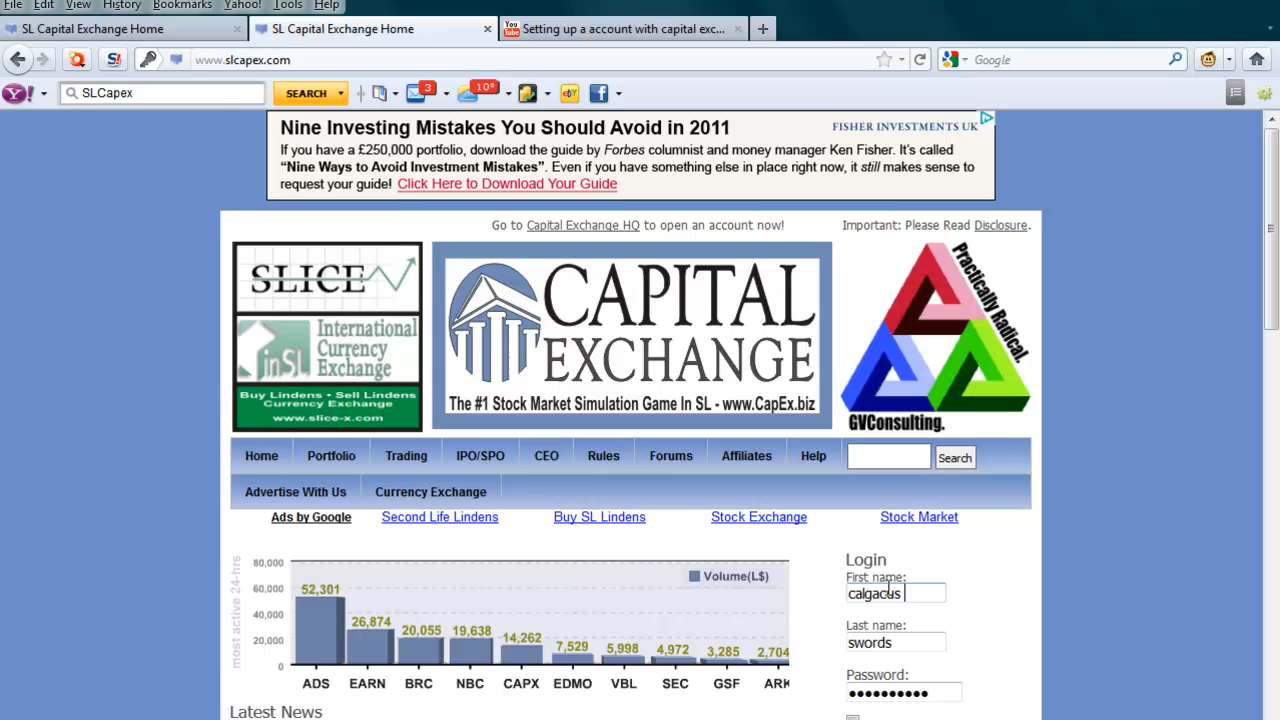 File Edit View History Bookmarks Yahoo! Tools Help
SL Capital Exchange Home
SL Capital Exchange Home
You Tube Setting up a account with capital exc...
www.slcapex.com
Google
SLCapex
SEARCH
3
10°
Nine Investing Mistakes You Should Avoid in 2011
FISHER INVESTMENTS UK
If you have a £250,000 portfolio, download the guide by Forbes columnist and money manager Ken Fisher. It's called
“Nine Ways to Avoid Investment Mistakes”. Even if you have something else in place right now, it still makes sense to
request your guide! Click Here to Download Your Guide
Go to Capital Exchange HQ to open an account now!
Important: Please Read Disclosure.
SLICE
inSL
International
Currency
Exchange
Buy Lindens • Sell Lindens
Currency Exchange
www.slice-x.com
CAPITAL
EXCHANGE
The #1 Stock Market Simulation Game In SL - www.CapEx.biz
Practically Radical.
GVConsulting.
Home Portfolio Trading IPO/SPO CEO Rules Forums Affiliates Help Search
Advertise With Us Currency Exchange
Ads by Google Second Life Lindens Buy SL Lindens Stock Exchange Stock Market
most active 24-hrs
80,000
60,000
40,000
20,000
0
Volume(L$)
52,301 26,874 20,055 19,638 14,262 7,529 5,998 4,972 3,285 2,704
ADS EARN BRC NBC CAPX EDMO VBL SEC GSF ARK
Login
First name:
calgacus
Last name:
swords
Password:
Latest News